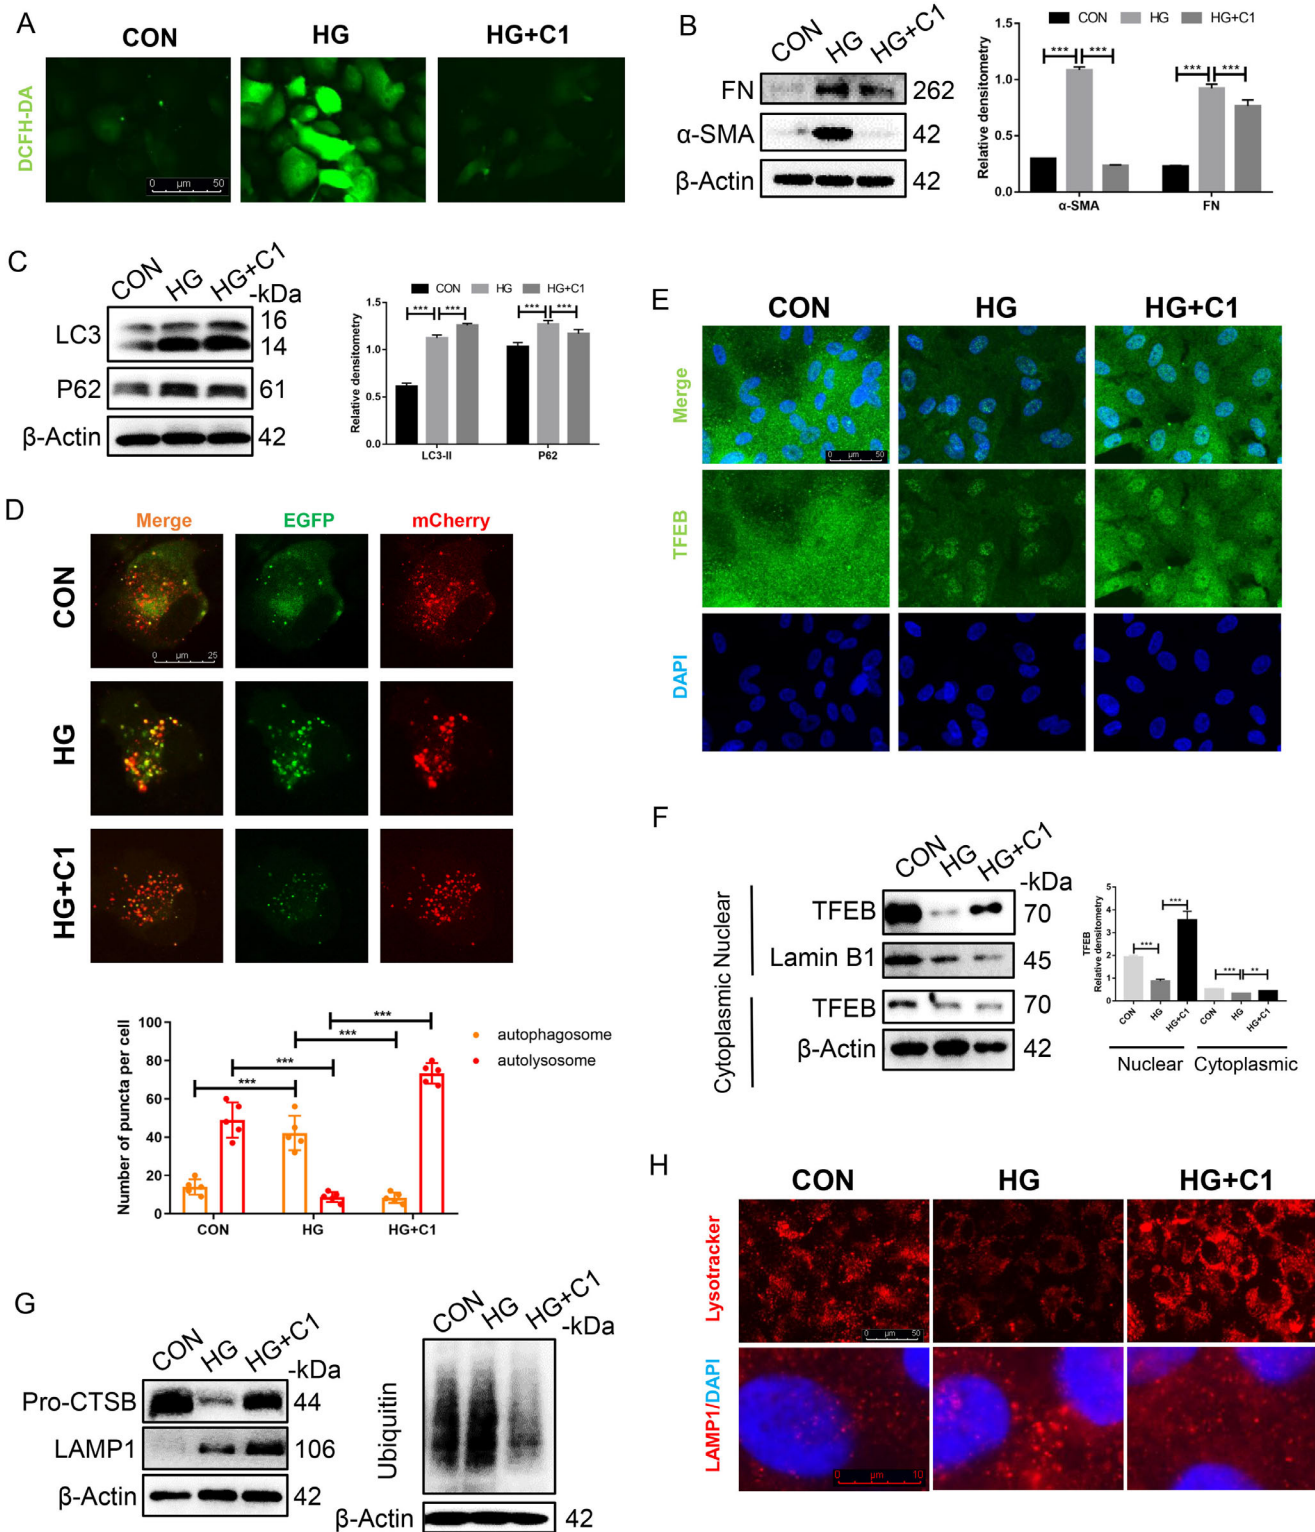 A
CON HG HG+C1
DCFH-DA
0 μm 50
B
CON HG HG+C1
FN 262
α-SMA 42
β-Actin 42
CON HG HG+C1
Relative densitometry
1.5
1.0
0.5
0.0
*** *** *** ***
α-SMA FN
C
CON HG HG+C1
-kDa
LC3 16
14
P62 61
β-Actin 42
CON HG HG+C1
Relative densitometry
1.5
1.0
0.5
0.0
*** *** *** ***
LC3-II P62
D
Merge EGFP mCherry
CON
0 μm 25
HG
HG+C1
Number of puncta per cell
100
80
60
40
20
0
***
***
***
***
autophagosome
autolysosome
CON HG HG+C1
E
CON HG HG+C1
Merge
0 μm 50
TFEB
DAPI
F
CON HG HG+C1
-kDa
Cytoplasmic Nuclear
TFEB 70
Lamin B1 45
TFEB 70
β-Actin 42
TFEB
Relative densitometry
5
4
3
2
1
0
*** *** *** **
CON HG HG+C1 CON HG HG+C1
Nuclear Cytoplasmic
G
CON HG HG+C1
-kDa
Pro-CTSB 44
LAMP1 106
β-Actin 42
CON HG HG+C1
-kDa
Ubiquitin
β-Actin 42
H
CON HG HG+C1
Lysotracker
0 μm 50
LAMP1/DAPI
0 μm 10